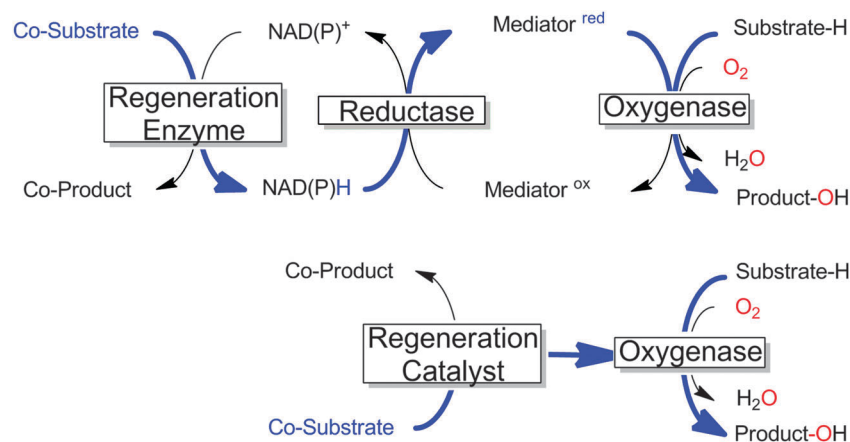 Co-Substrate NAD(P)⁺ Mediator ʳᵉᵈ Substrate-H
O₂
Regeneration
Enzyme
Reductase
Oxygenase
H₂O
Co-Product NAD(P)H Mediator ᵒˣ Product-OH
Co-Product Substrate-H
O₂
Regeneration
Catalyst
Oxygenase
H₂O
Co-Substrate Product-OH